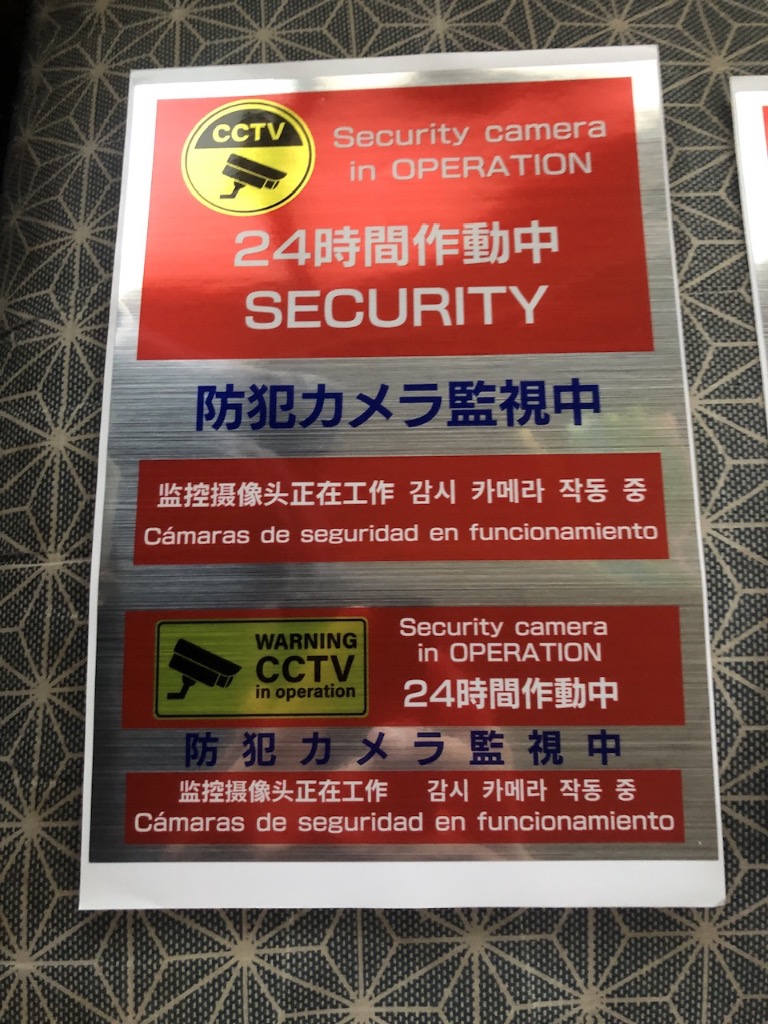 CCTV
Security camera
in OPERATION
24時間作動中
SECURITY
防犯カメラ監視中
监控摄像头正在工作 감시 카메라 작동 중
Cámaras de seguridad en funcionamiento
WARNING
CCTV
in operation
Security camera
in OPERATION
24時間作動中
防犯カメラ監視中
监控摄像头正在工作 감시 카메라 작동 중
Cámaras de seguridad en funcionamiento